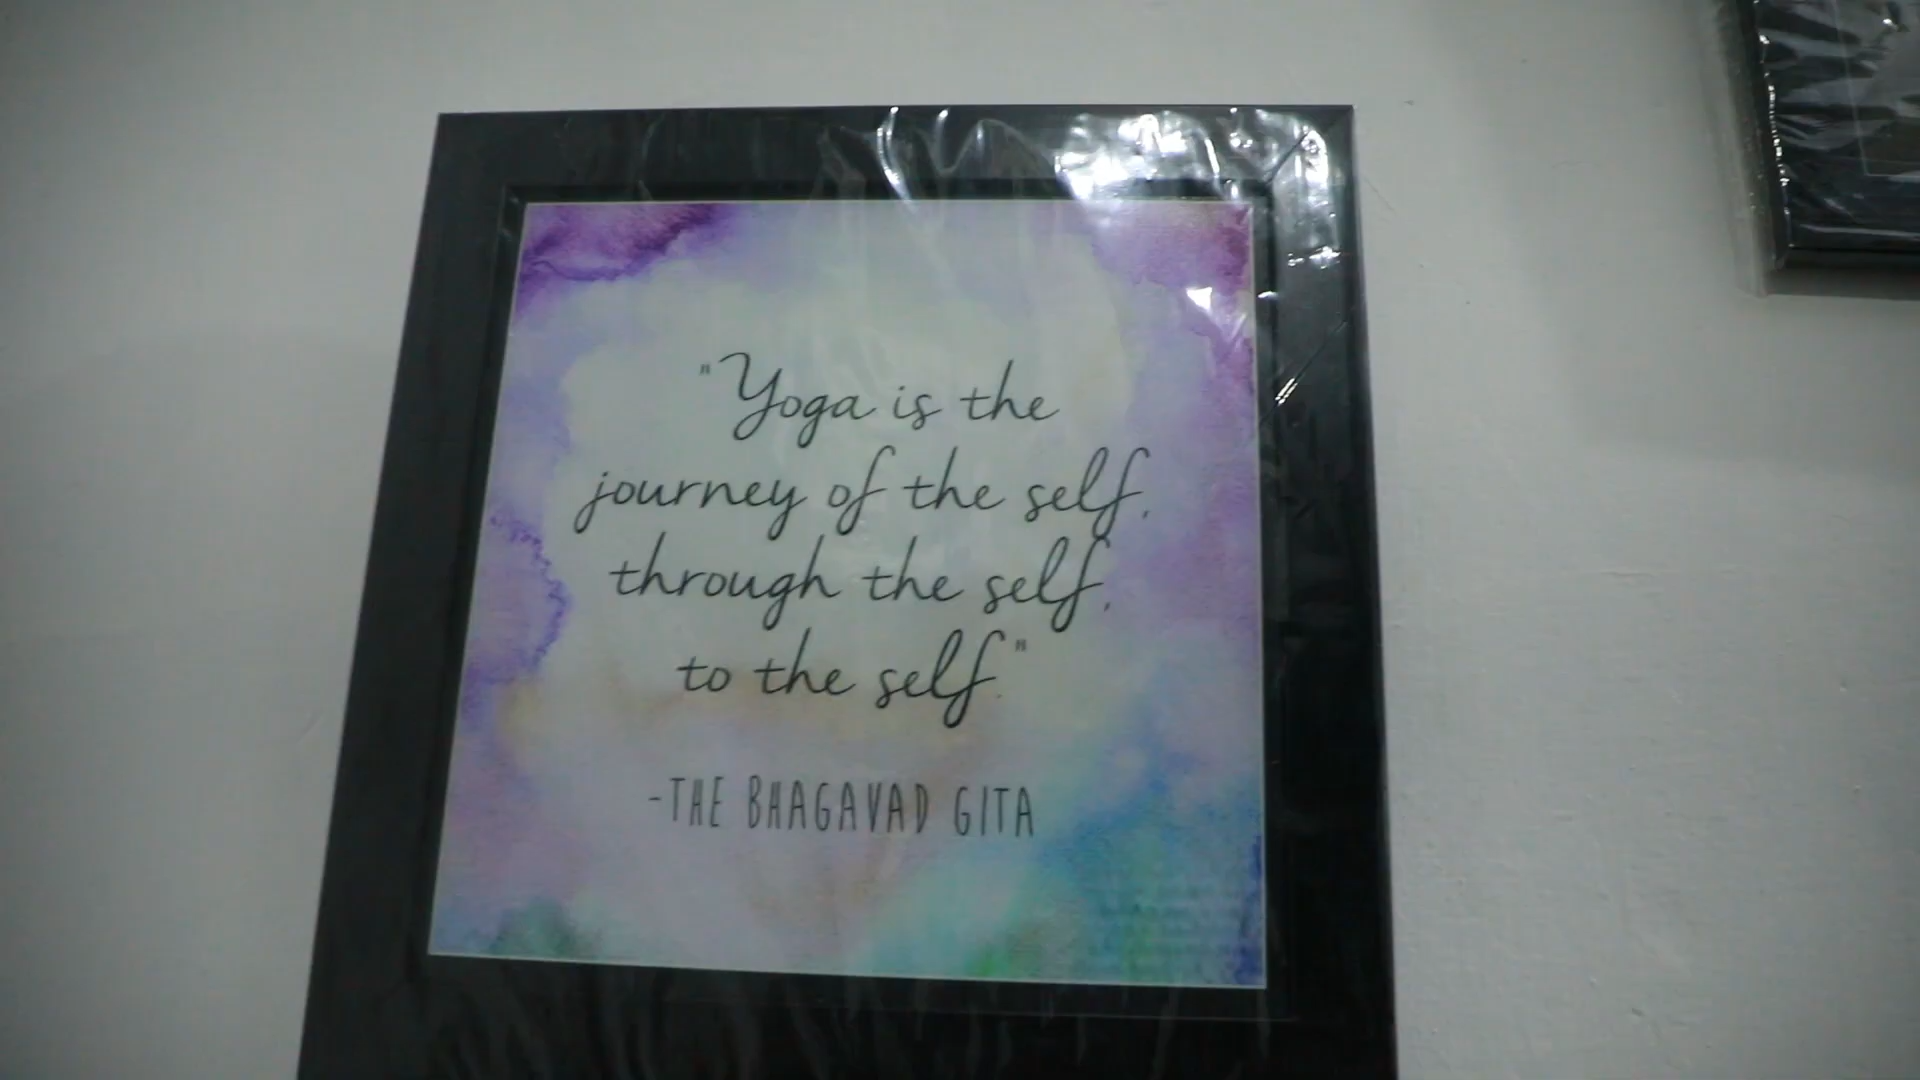 "Yoga is the
journey of the self,
through the self,
to the self."
-THE BHAGAVAD GITA